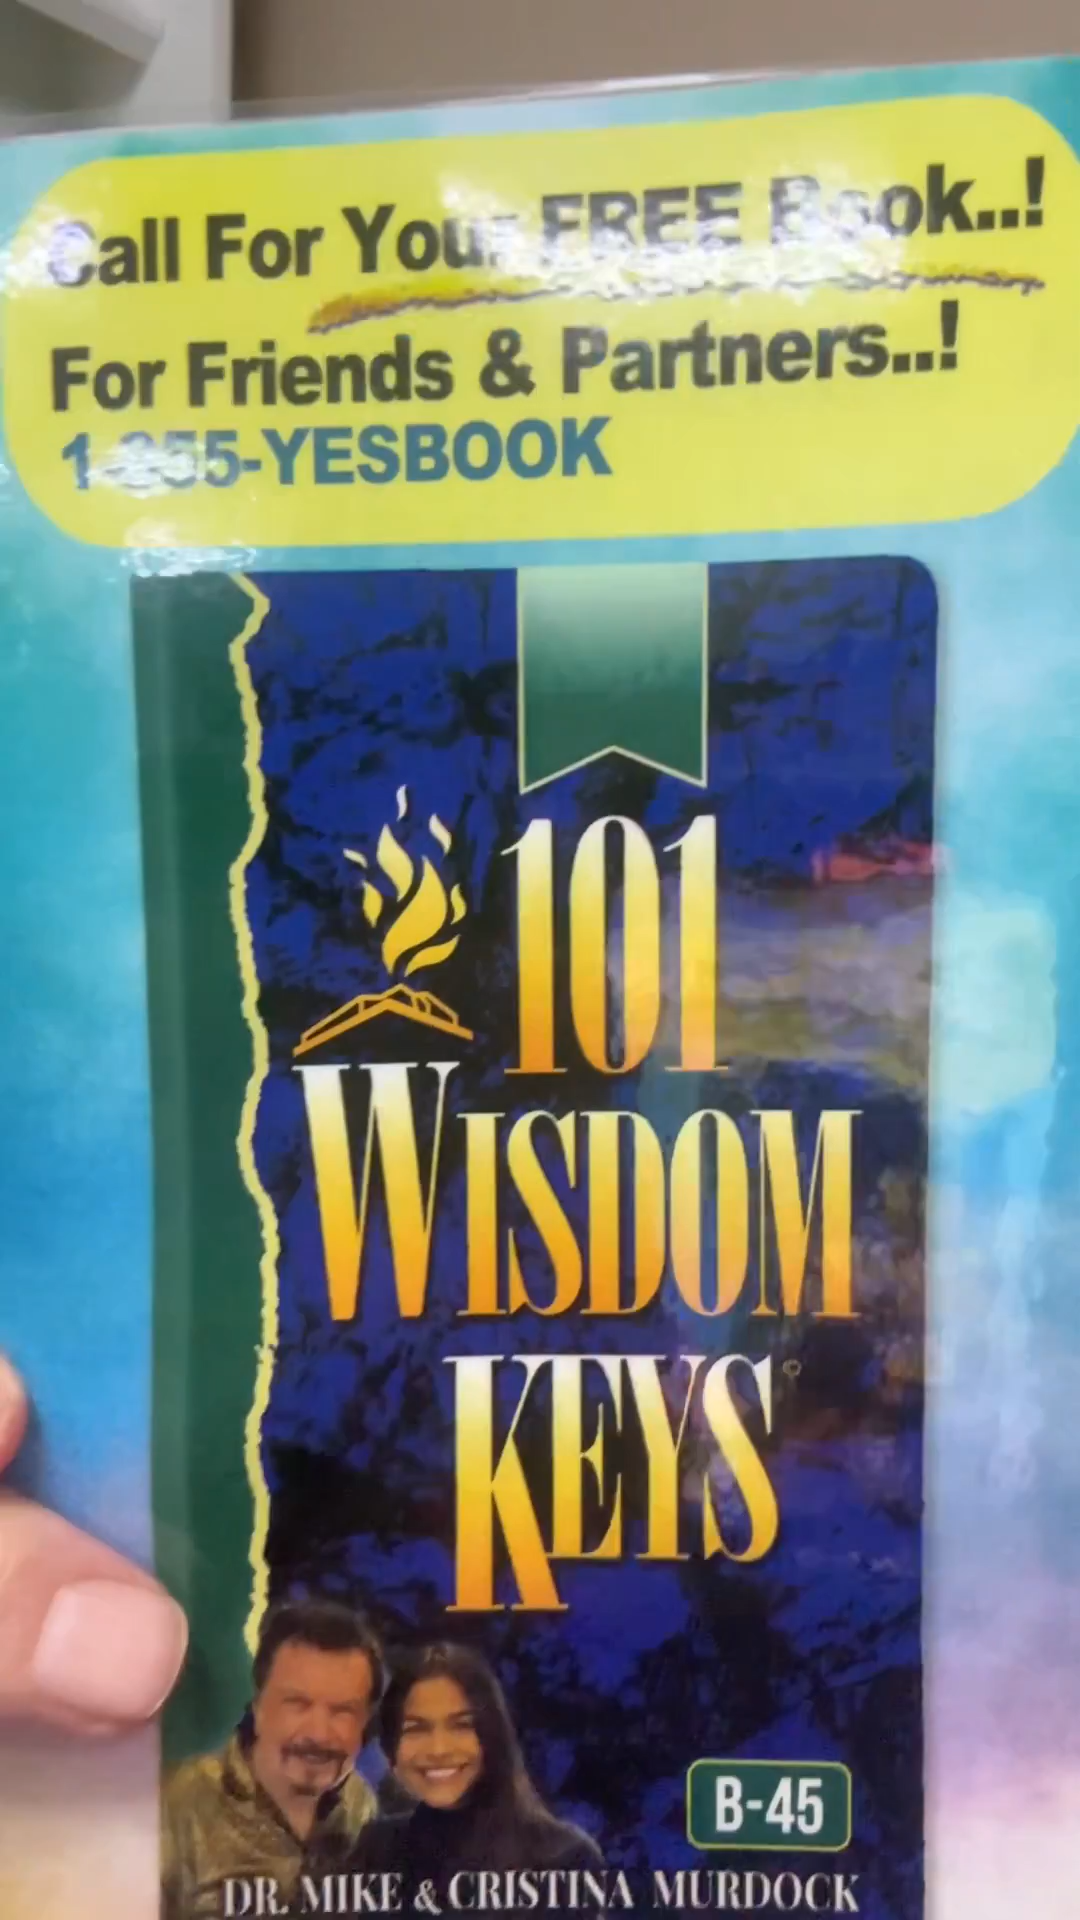 Call For Your FREE Book..!
For Friends & Partners..!
1-855-YESBOOK
101
WISDOM
KEYS©
B-45
DR. MIKE & CRISTINA MURDOCK